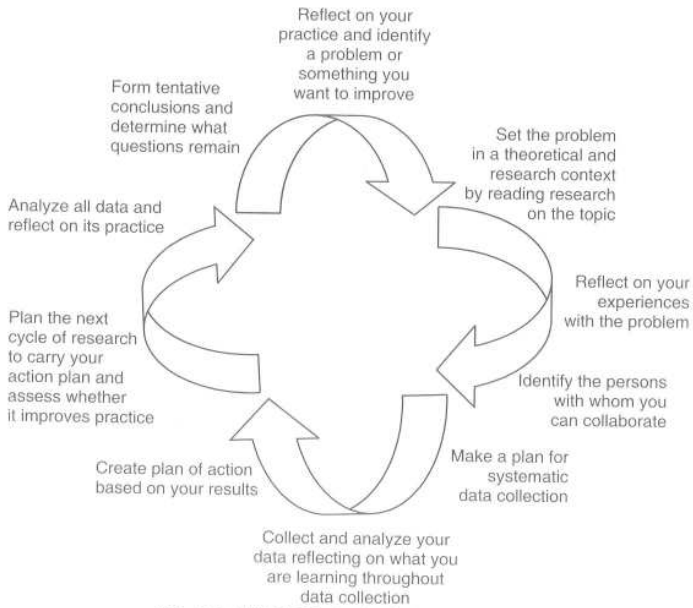 Reflect on your
practice and identify
a problem or
something you
want to improve
Set the problem
in a theoretical and
research context
by reading research
on the topic
Reflect on your
experiences
with the problem
Identify the persons
with whom you
can collaborate
Make a plan for
systematic
data collection
Collect and analyze your
data reflecting on what you
are learning throughout
data collection
Create plan of action
based on your results
Plan the next
cycle of research
to carry your
action plan and
assess whether
it improves practice
Analyze all data and
reflect on its practice
Form tentative
conclusions and
determine what
questions remain